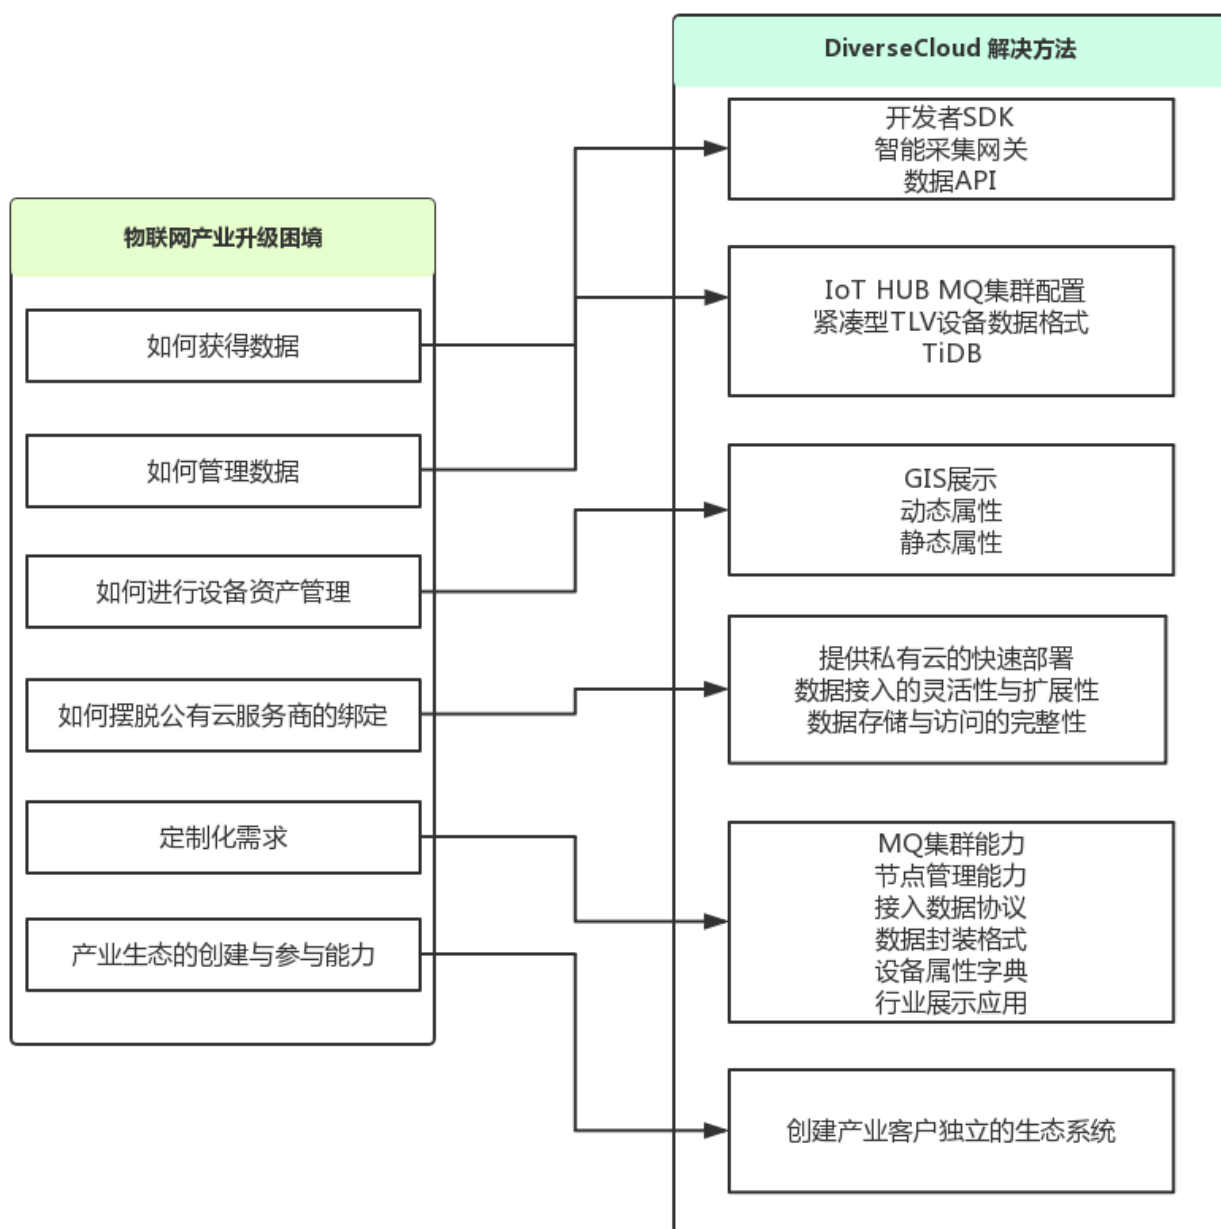 物联网产业升级困境
如何获得数据
如何管理数据
如何进行设备资产管理
如何摆脱公有云服务商的绑定
定制化需求
产业生态的创建与参与能力
DiverseCloud 解决方法
开发者SDK
智能采集网关
数据API
IoT HUB MQ集群配置
紧凑型TLV设备数据格式
TiDB
GIS展示
动态属性
静态属性
提供私有云的快速部署
数据接入的灵活性与扩展性
数据存储与访问的完整性
MQ集群能力
节点管理能力
接入数据协议
数据封装格式
设备属性字典
行业展示应用
创建产业客户独立的生态系统